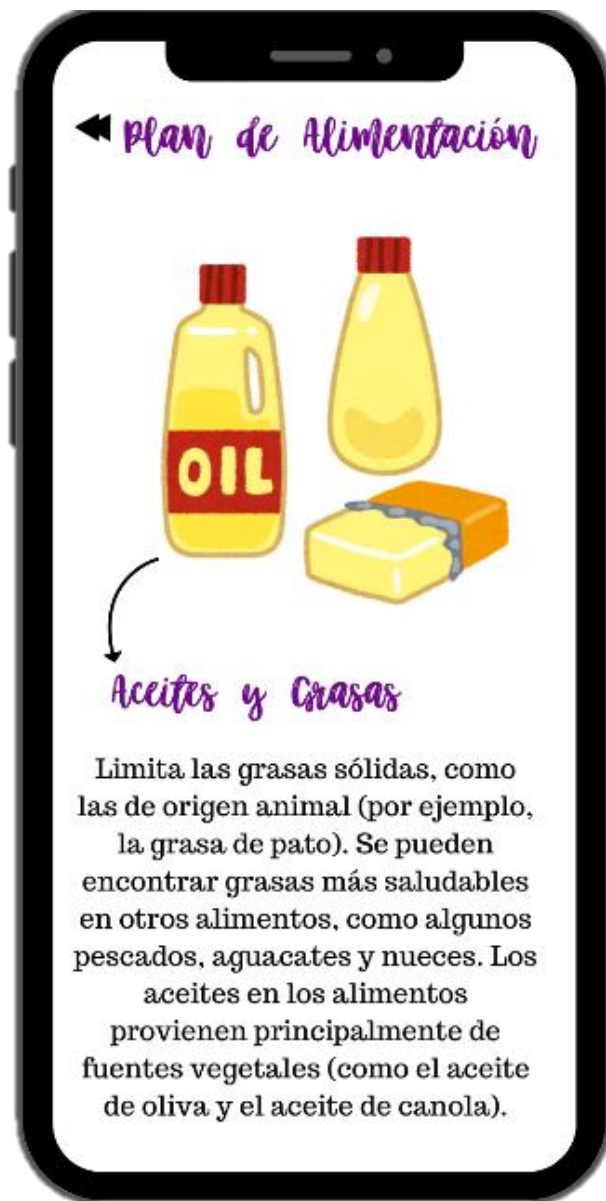 Plan de Alimentación
OIL
Aceites y Grasas
Limita las grasas sólidas, como
las de origen animal (por ejemplo,
la grasa de pato). Se pueden
encontrar grasas más saludables
en otros alimentos, como algunos
pescados, aguacates y nueces. Los
aceites en los alimentos
provienen principalmente de
fuentes vegetales (como el aceite
de oliva y el aceite de canola).